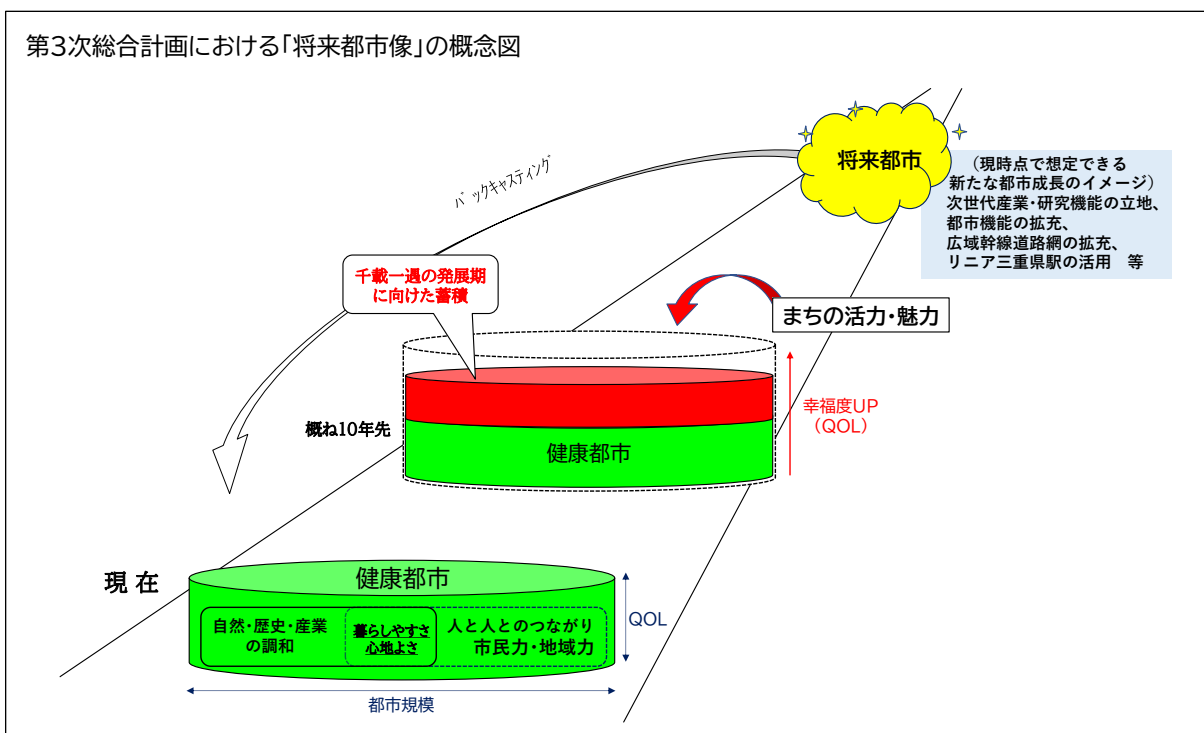 第3次総合計画における「将来都市像」の概念図
将来都市
(現時点で想定できる
新たな都市成長のイメージ)
次世代産業・研究機能の立地、
都市機能の拡充、
広域幹線道路網の拡充、
リニア三重県駅の活用 等
バックキャスティング
千載一遇の発展期
に向けた蓄積
まちの活力・魅力
概ね10年先
健康都市
幸福度UP
(QOL)
現 在
健康都市
自然・歴史・産業
の調和
暮らしやすさ
心地よさ
人と人とのつながり
市民力・地域力
QOL
都市規模